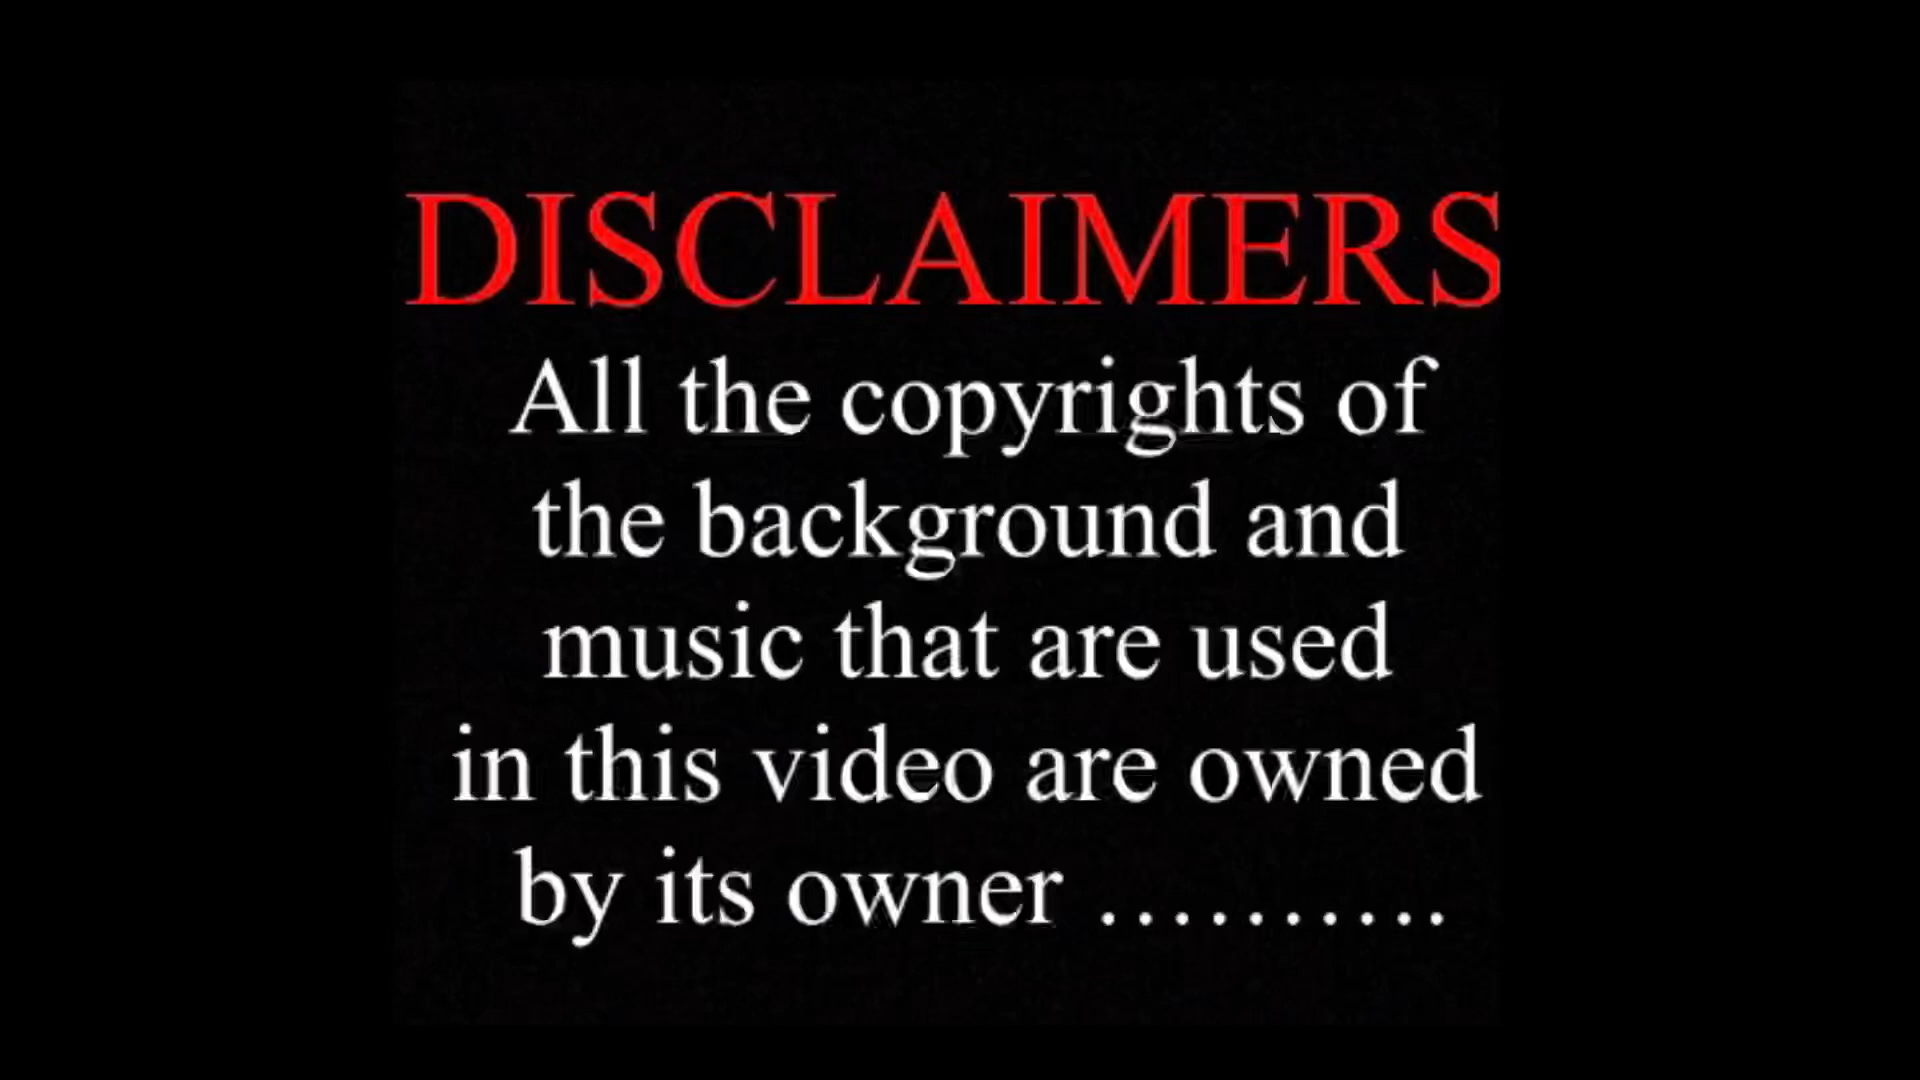 DISCLAIMERS
All the copyrights of
the background and
music that are used
in this video are owned
by its owner ..........